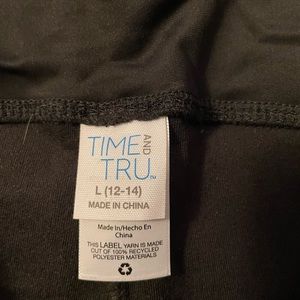 TIME AND
TRU™
L (12-14)
MADE IN CHINA
Made In/Hecho En
China
THIS LABEL YARN IS MADE
OUT OF 100% RECYCLED
POLYESTER MATERIALS